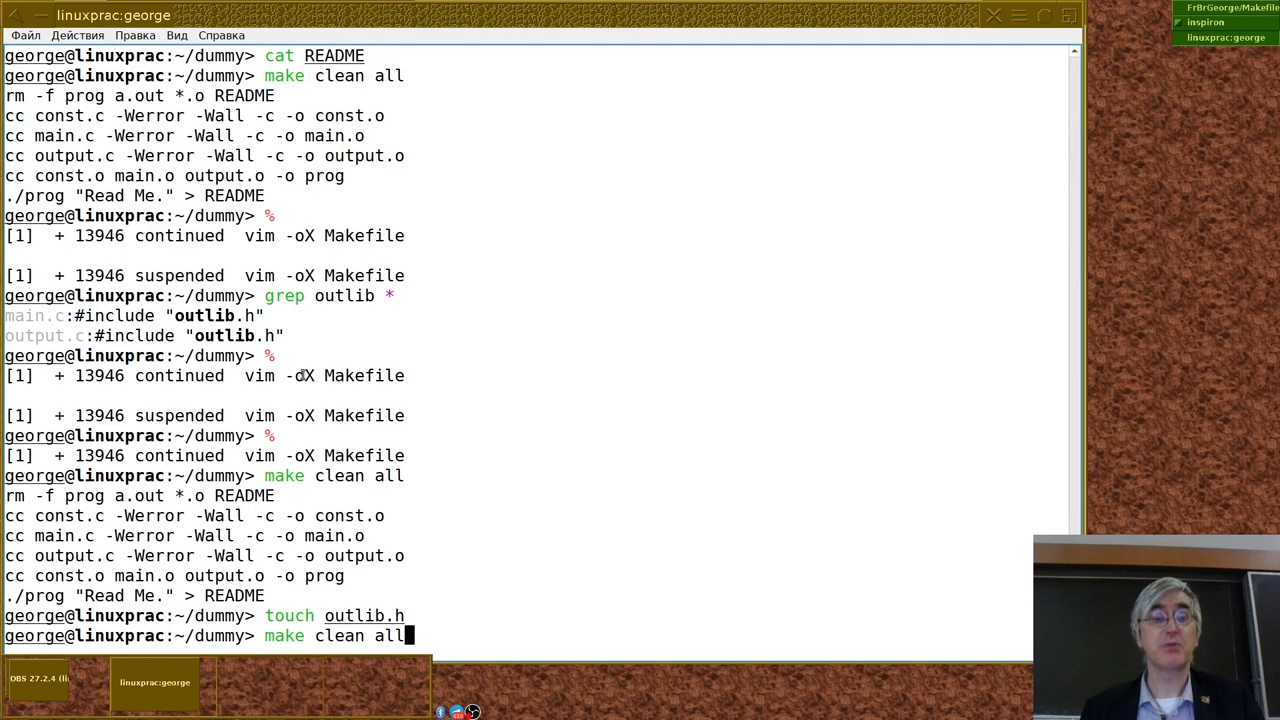 linuxprac:george
Файл Действия Правка Вид Справка
george@linuxprac:~/dummy> cat README
george@linuxprac:~/dummy> make clean all
rm -f prog a.out *.o README
cc const.c -Werror -Wall -c -o const.o
cc main.c -Werror -Wall -c -o main.o
cc output.c -Werror -Wall -c -o output.o
cc const.o main.o output.o -o prog
./prog "Read Me." > README
george@linuxprac:~/dummy> %
[1]  + 13946 continued  vim -oX Makefile
[1]  + 13946 suspended  vim -oX Makefile
george@linuxprac:~/dummy> grep outlib *
main.c:#include "outlib.h"
output.c:#include "outlib.h"
george@linuxprac:~/dummy> %
[1]  + 13946 continued  vim -oX Makefile
[1]  + 13946 suspended  vim -oX Makefile
george@linuxprac:~/dummy> %
[1]  + 13946 continued  vim -oX Makefile
george@linuxprac:~/dummy> make clean all
rm -f prog a.out *.o README
cc const.c -Werror -Wall -c -o const.o
cc main.c -Werror -Wall -c -o main.o
cc output.c -Werror -Wall -c -o output.o
cc const.o main.o output.o -o prog
./prog "Read Me." > README
george@linuxprac:~/dummy> touch outlib.h
george@linuxprac:~/dummy> make clean all
FrBrGeorge/Makefile
inspiron
linuxprac:george
OBS 27.2.4 (li
linuxprac:george